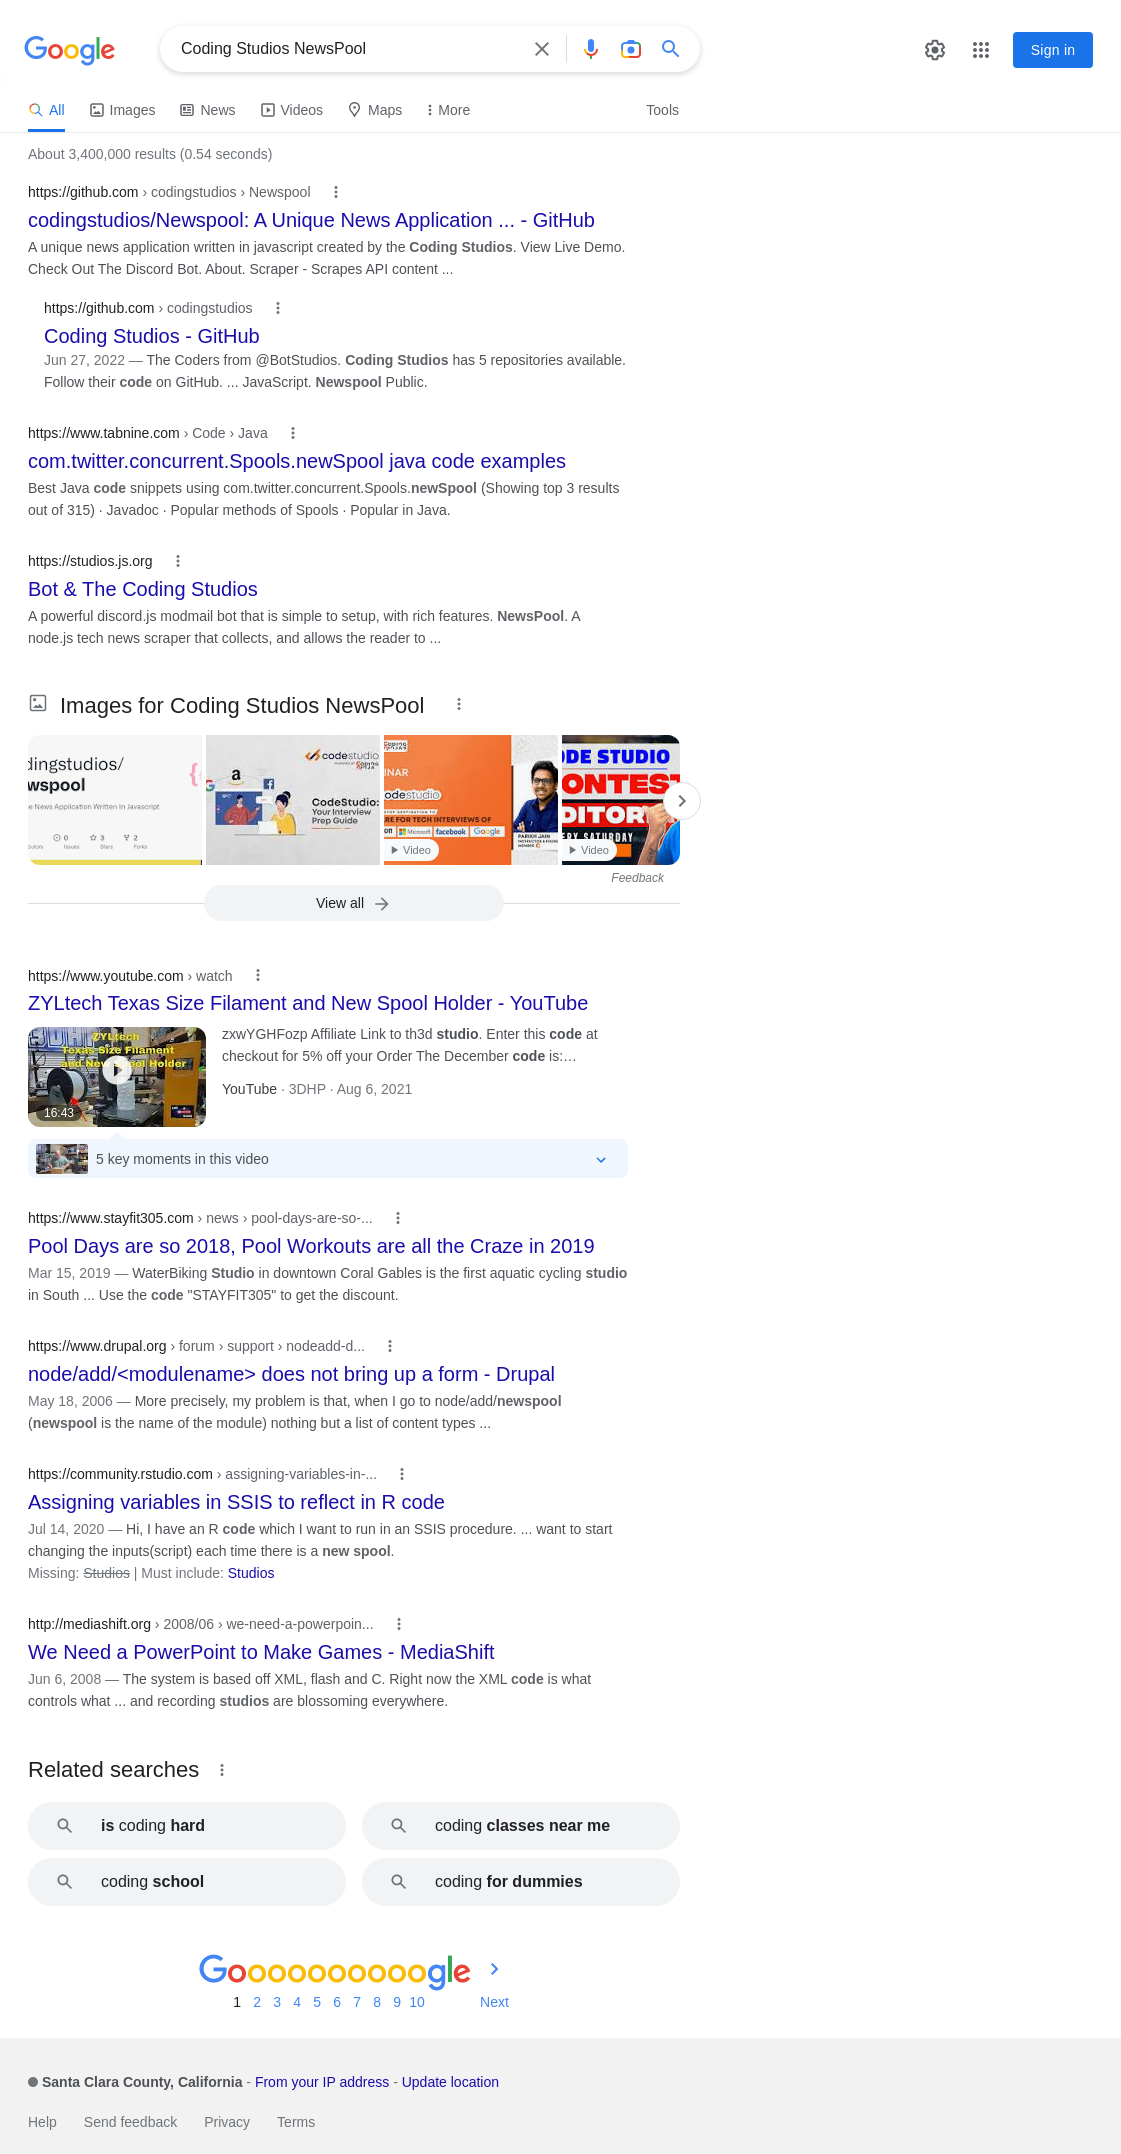 Google
Coding Studios NewsPool
Sign in
All
Images
News
Videos
Maps
More
Tools
About 3,400,000 results (0.54 seconds)
https://github.com › codingstudios › Newspool
codingstudios/Newspool: A Unique News Application ... - GitHub
A unique news application written in javascript created by the Coding Studios. View Live Demo.
Check Out The Discord Bot. About. Scraper - Scrapes API content ...
https://github.com › codingstudios
Coding Studios - GitHub
Jun 27, 2022 — The Coders from @BotStudios. Coding Studios has 5 repositories available.
Follow their code on GitHub. ... JavaScript. Newspool Public.
https://www.tabnine.com › Code › Java
com.twitter.concurrent.Spools.newSpool java code examples
Best Java code snippets using com.twitter.concurrent.Spools.newSpool (Showing top 3 results
out of 315) · Javadoc · Popular methods of Spools · Popular in Java.
https://studios.js.org
Bot & The Coding Studios
A powerful discord.js modmail bot that is simple to setup, with rich features. NewsPool. A
node.js tech news scraper that collects, and allows the reader to ...
Images for Coding Studios NewsPool
dingstudios/
wspool
e News Application Written In Javascript
0
3
2
Issues
Stars
Forks
codestudio
CodeStudio:
Your Interview
Prep Guide
INAR
odestudio
RE FOR TECH INTERVIEWS OF
on
Microsoft
facebook
Google
PARIKH JAIN
Video
ODE STUDIO
ONTEST
DITOR
RY SATURDAY
Video
Feedback
View all
https://www.youtube.com › watch
ZYLtech Texas Size Filament and New Spool Holder - YouTube
ZYLtech
Texas Size Filament
and New Spool Holder
16:43
zxwYGHFozp Affiliate Link to th3d studio. Enter this code at
checkout for 5% off your Order The December code is:…
YouTube · 3DHP · Aug 6, 2021
5 key moments in this video
https://www.stayfit305.com › news › pool-days-are-so-...
Pool Days are so 2018, Pool Workouts are all the Craze in 2019
Mar 15, 2019 — WaterBiking Studio in downtown Coral Gables is the first aquatic cycling studio
in South ... Use the code "STAYFIT305" to get the discount.
https://www.drupal.org › forum › support › nodeadd-d...
node/add/<modulename> does not bring up a form - Drupal
May 18, 2006 — More precisely, my problem is that, when I go to node/add/newspool
(newspool is the name of the module) nothing but a list of content types ...
https://community.rstudio.com › assigning-variables-in-...
Assigning variables in SSIS to reflect in R code
Jul 14, 2020 — Hi, I have an R code which I want to run in an SSIS procedure. ... want to start
changing the inputs(script) each time there is a new spool.
Missing: Studios | Must include: Studios
http://mediashift.org › 2008/06 › we-need-a-powerpoin...
We Need a PowerPoint to Make Games - MediaShift
Jun 6, 2008 — The system is based off XML, flash and C. Right now the XML code is what
controls what ... and recording studios are blossoming everywhere.
Related searches
is coding hard
coding classes near me
coding school
coding for dummies
Goooooooooogle
1 2 3 4 5 6 7 8 9 10 Next
Santa Clara County, California - From your IP address - Update location
Help
Send feedback
Privacy
Terms